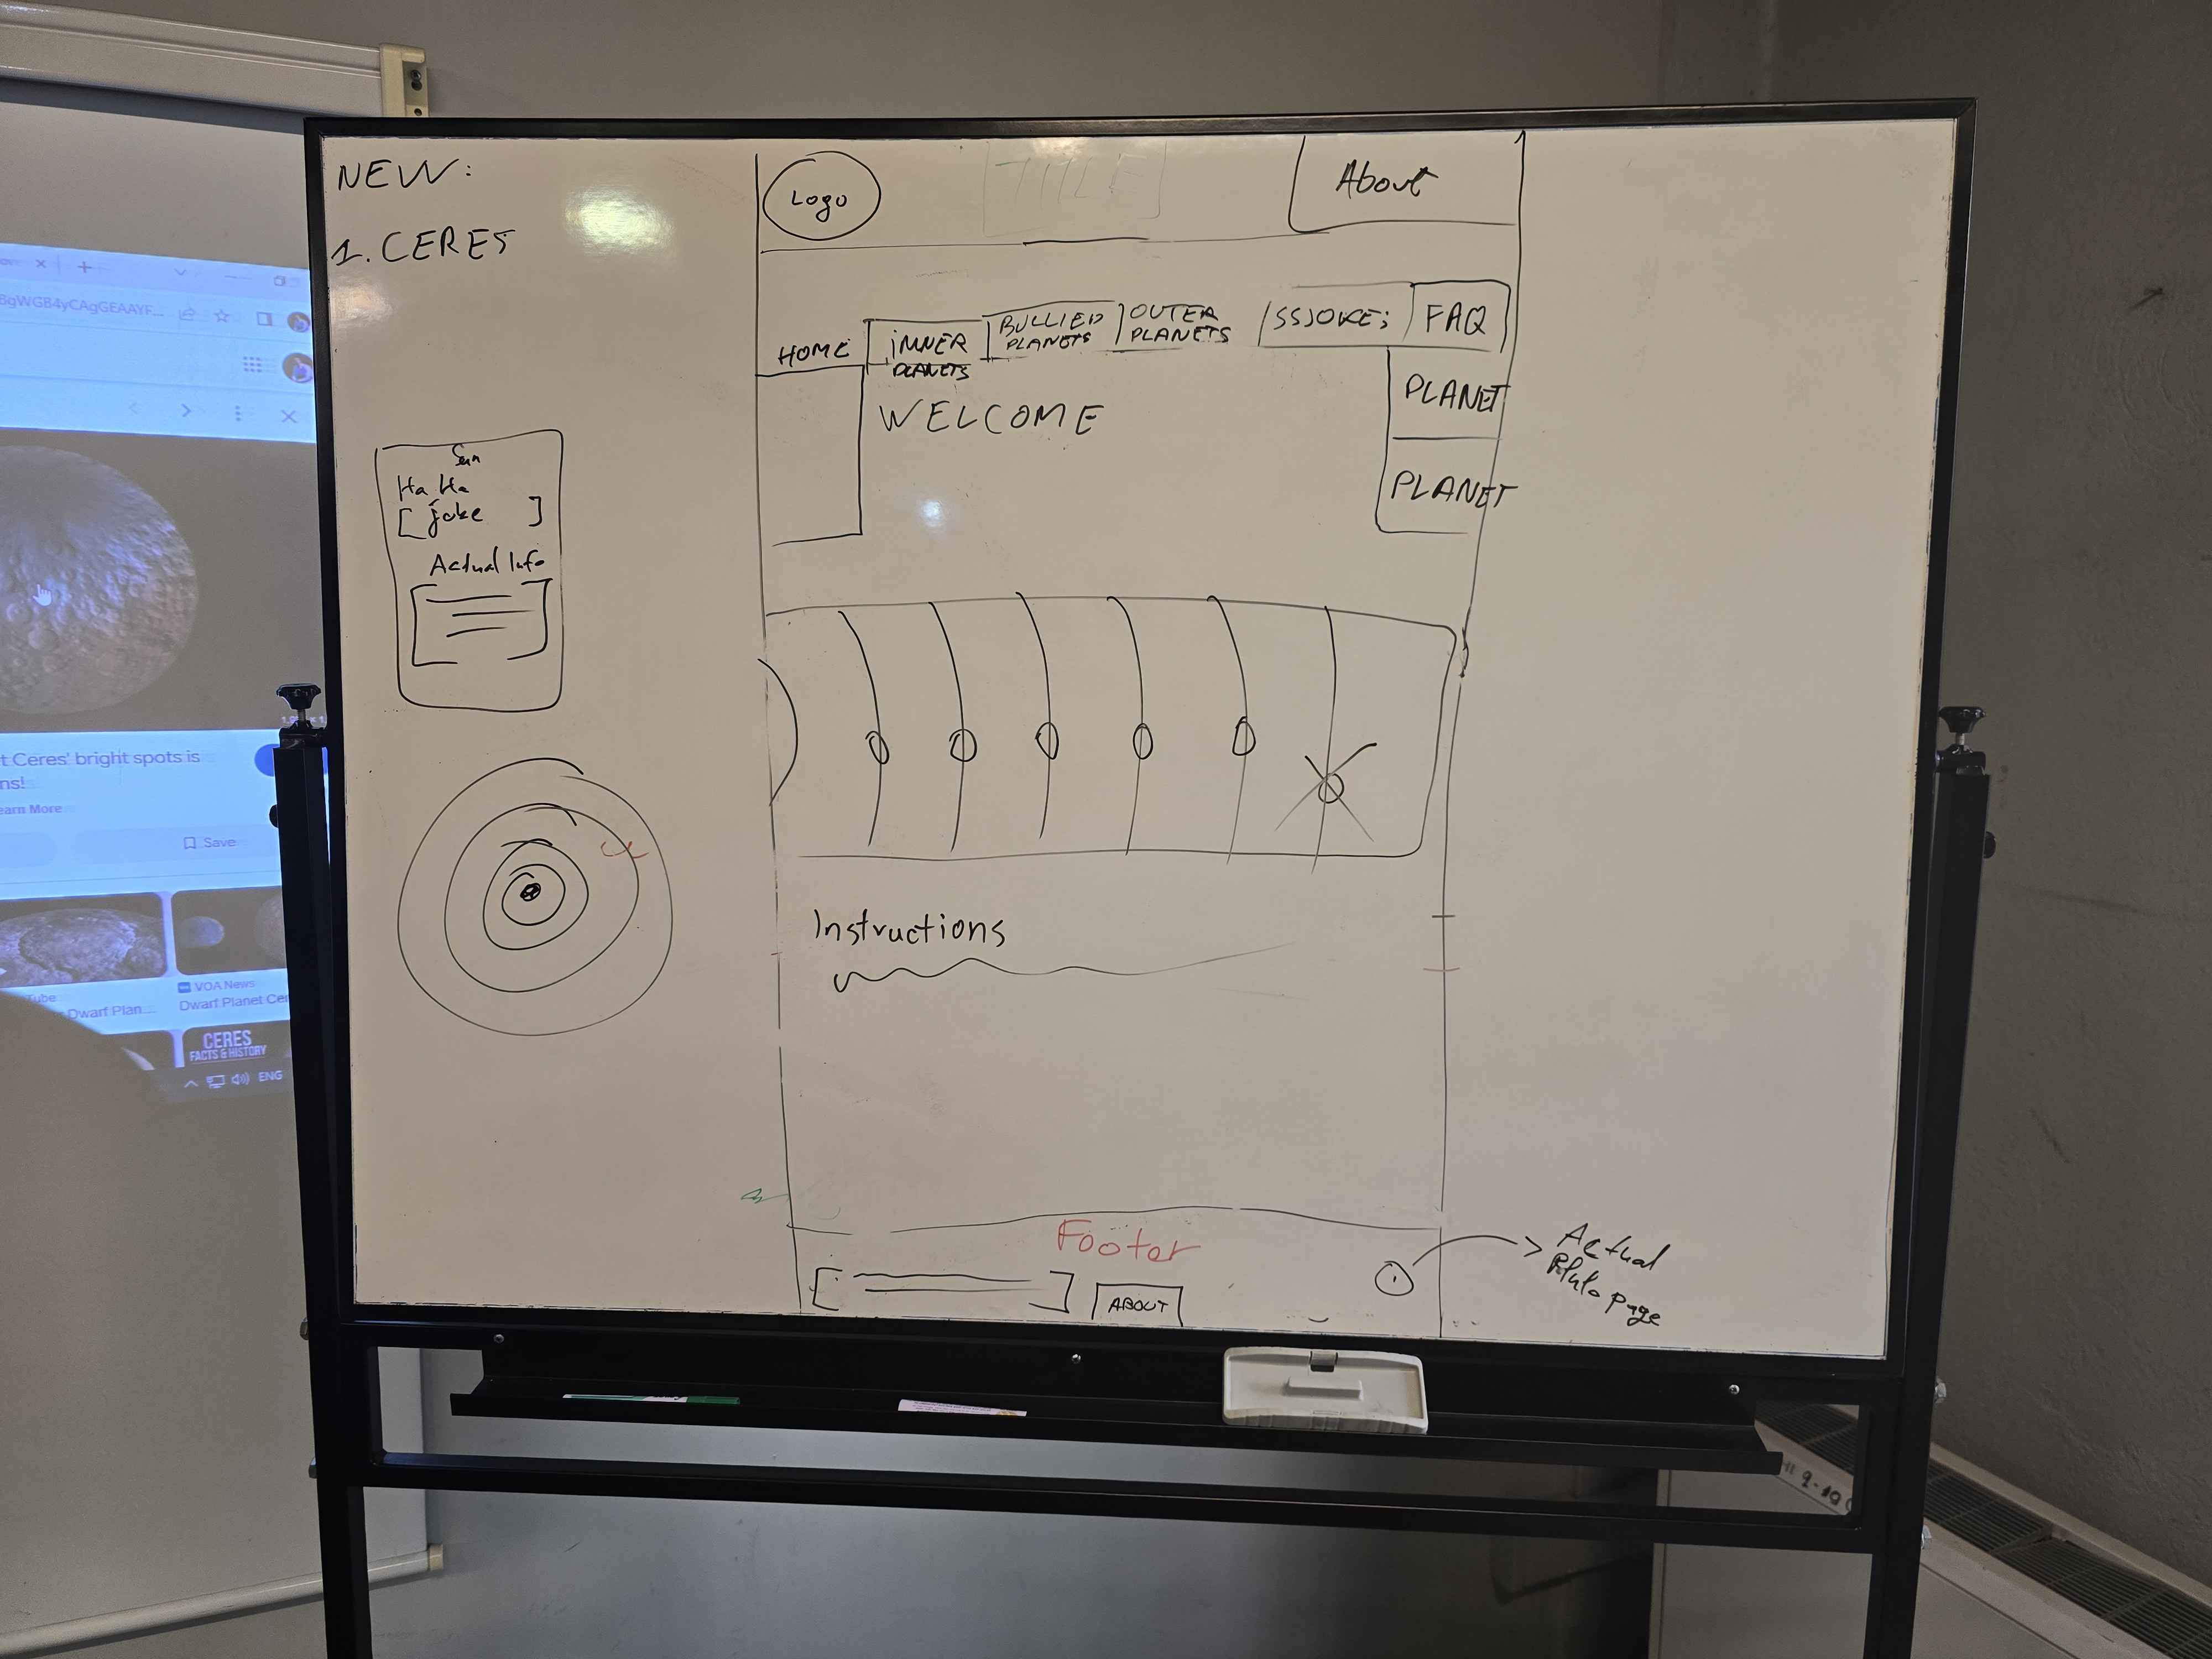 NEW:
1. CERES
Logo
TITLE
About
HOME
INNER
PLANETS
BULLIED
PLANETS
OUTER
PLANETS
SSJOKES
FAQ
WELCOME
PLANET
PLANET
Sun
Ha Ha
[ joke ]
Actual Info
Instructions
Footer
ABOUT
Actual
Pluto page
BgWGB4yCAgGEAAYF...
t Ceres' bright spots is
ns!
earn More
Save
Tube
Dwarf Plan...
VOA News
Dwarf Planet Cer
CERES
FACTS & HISTORY
ENG